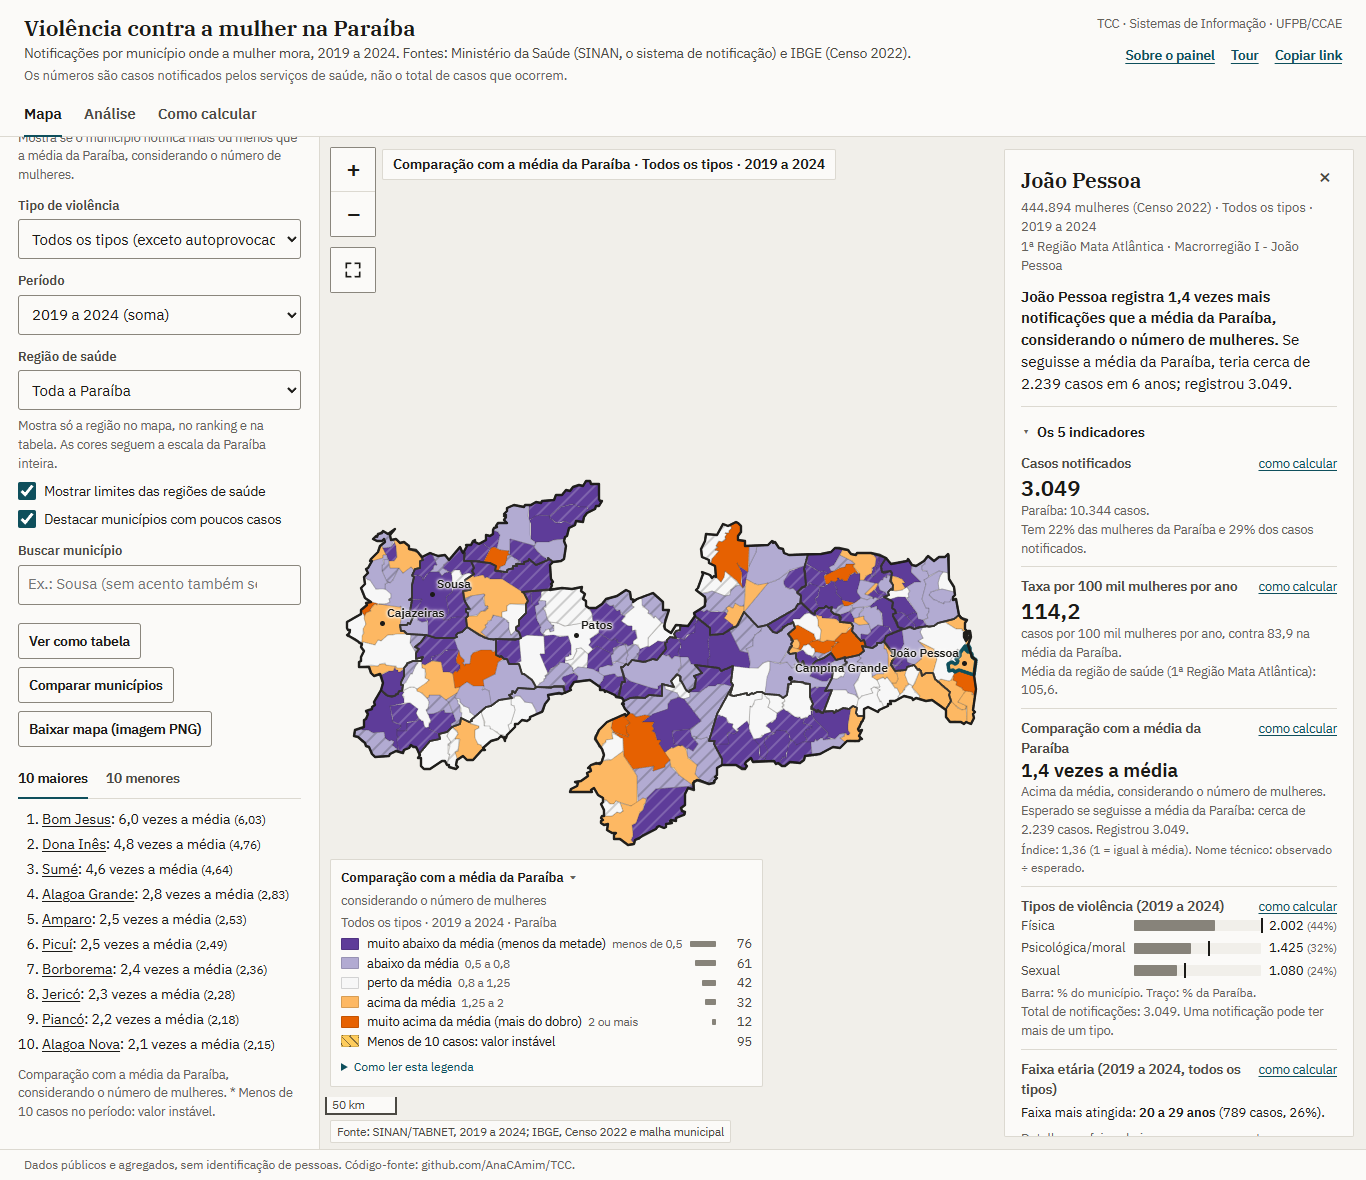 Violência contra a mulher na Paraíba
Notificações por município onde a mulher mora, 2019 a 2024. Fontes: Ministério da Saúde (SINAN, o sistema de notificação) e IBGE (Censo 2022).
Os números são casos notificados pelos serviços de saúde, não o total de casos que ocorrem.
TCC · Sistemas de Informação · UFPB/CCAE
Sobre o painel Tour Copiar link
Mapa Análise Como calcular
Mostra se o município notifica mais ou menos que
a média da Paraíba, considerando o número de
mulheres.
Tipo de violência
Todos os tipos (exceto autoprovocac
Período
2019 a 2024 (soma)
Região de saúde
Toda a Paraíba
Mostra só a região no mapa, no ranking e na
tabela. As cores seguem a escala da Paraíba
inteira.
Mostrar limites das regiões de saúde
Destacar municípios com poucos casos
Buscar município
Ex.: Sousa (sem acento também se
Ver como tabela
Comparar municípios
Baixar mapa (imagem PNG)
10 maiores 10 menores
1. Bom Jesus: 6,0 vezes a média (6,03)
2. Dona Inês: 4,8 vezes a média (4,76)
3. Sumé: 4,6 vezes a média (4,64)
4. Alagoa Grande: 2,8 vezes a média (2,83)
5. Amparo: 2,5 vezes a média (2,53)
6. Picuí: 2,5 vezes a média (2,49)
7. Borborema: 2,4 vezes a média (2,36)
8. Jericó: 2,3 vezes a média (2,28)
9. Piancó: 2,2 vezes a média (2,18)
10. Alagoa Nova: 2,1 vezes a média (2,15)
Comparação com a média da Paraíba,
considerando o número de mulheres. * Menos de
10 casos no período: valor instável.
+
−
Comparação com a média da Paraíba · Todos os tipos · 2019 a 2024
Sousa
Cajazeiras
Patos
João Pessoa
Campina Grande
Comparação com a média da Paraíba
considerando o número de mulheres
Todos os tipos · 2019 a 2024 · Paraíba
muito abaixo da média (menos da metade) menos de 0,5 76
abaixo da média 0,5 a 0,8 61
perto da média 0,8 a 1,25 42
acima da média 1,25 a 2 32
muito acima da média (mais do dobro) 2 ou mais 12
Menos de 10 casos: valor instável 95
Como ler esta legenda
50 km
Fonte: SINAN/TABNET, 2019 a 2024; IBGE, Censo 2022 e malha municipal
João Pessoa ×
444.894 mulheres (Censo 2022) · Todos os tipos ·
2019 a 2024
1ª Região Mata Atlântica · Macrorregião I - João
Pessoa
João Pessoa registra 1,4 vezes mais
notificações que a média da Paraíba,
considerando o número de mulheres. Se
seguisse a média da Paraíba, teria cerca de
2.239 casos em 6 anos; registrou 3.049.
Os 5 indicadores
Casos notificados como calcular
3.049
Paraíba: 10.344 casos.
Tem 22% das mulheres da Paraíba e 29% dos casos
notificados.
Taxa por 100 mil mulheres por ano como calcular
114,2
casos por 100 mil mulheres por ano, contra 83,9 na
média da Paraíba.
Média da região de saúde (1ª Região Mata Atlântica):
105,6.
Comparação com a média da como calcular
Paraíba
1,4 vezes a média
Acima da média, considerando o número de mulheres.
Esperado se seguisse a média da Paraíba: cerca de
2.239 casos. Registrou 3.049.
Índice: 1,36 (1 = igual à média). Nome técnico: observado
÷ esperado.
Tipos de violência (2019 a 2024) como calcular
Física 2.002 (44%)
Psicológica/moral 1.425 (32%)
Sexual 1.080 (24%)
Barra: % do município. Traço: % da Paraíba.
Total de notificações: 3.049. Uma notificação pode ter
mais de um tipo.
Faixa etária (2019 a 2024, todos os como calcular
tipos)
Faixa mais atingida: 20 a 29 anos (789 casos, 26%).
Dados públicos e agregados, sem identificação de pessoas. Código-fonte: github.com/AnaCAmim/TCC.